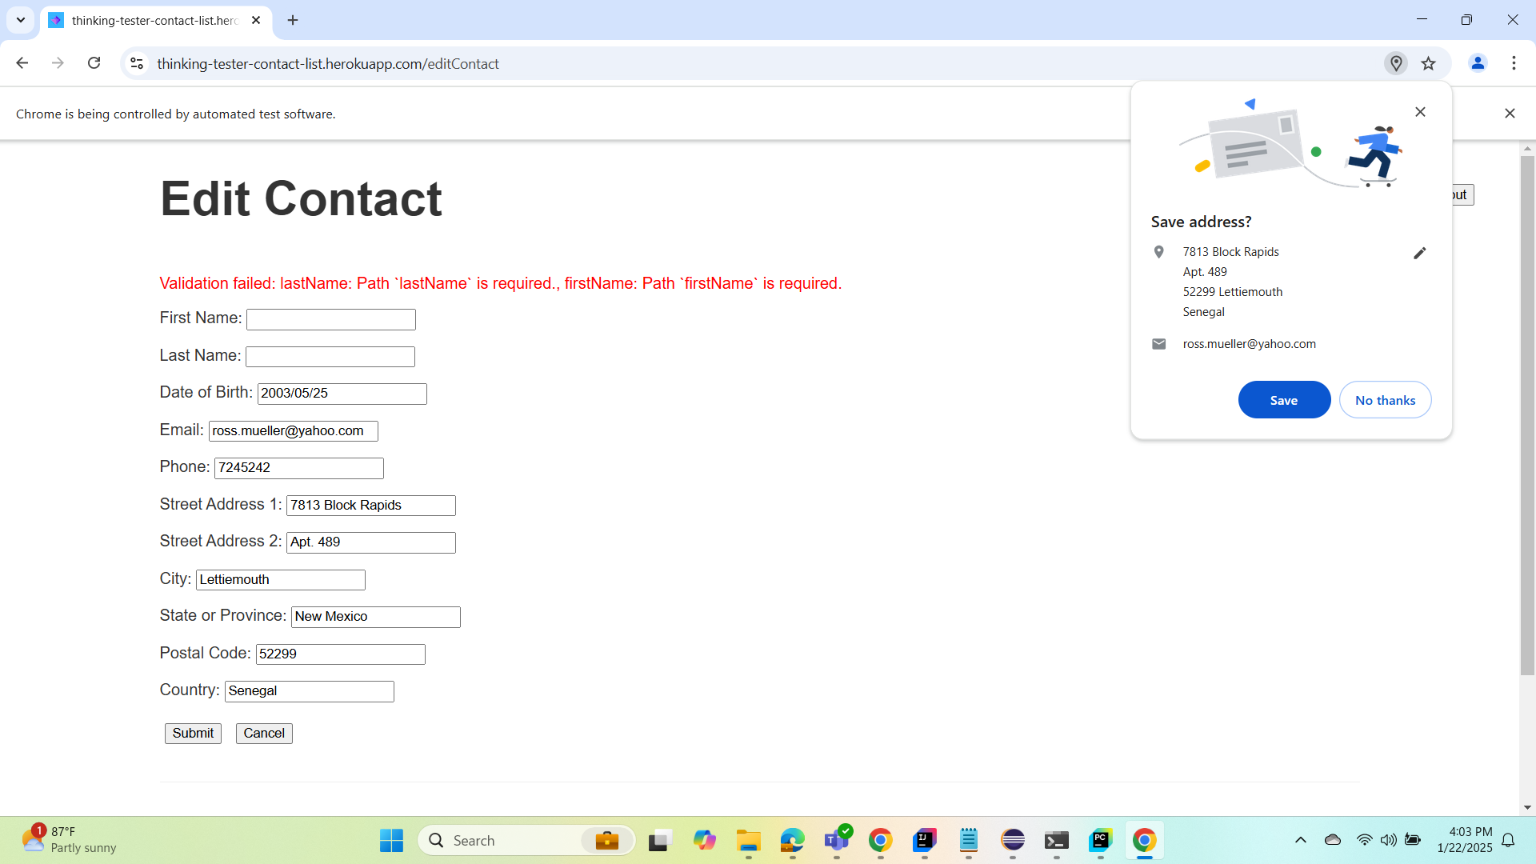 thinking-tester-contact-list.herc
thinking-tester-contact-list.herokuapp.com/editContact
Chrome is being controlled by automated test software.
Edit Contact
out
Validation failed: lastName: Path `lastName` is required., firstName: Path `firstName` is required.
First Name:
Last Name:
Date of Birth: 2003/05/25
Email: ross.mueller@yahoo.com
Phone: 7245242
Street Address 1: 7813 Block Rapids
Street Address 2: Apt. 489
City: Lettiemouth
State or Province: New Mexico
Postal Code: 52299
Country: Senegal
Submit Cancel
Save address?
7813 Block Rapids
Apt. 489
52299 Lettiemouth
Senegal
ross.mueller@yahoo.com
Save No thanks
1
87°F
Partly sunny
Search
IJ
PC
4:03 PM
1/22/2025